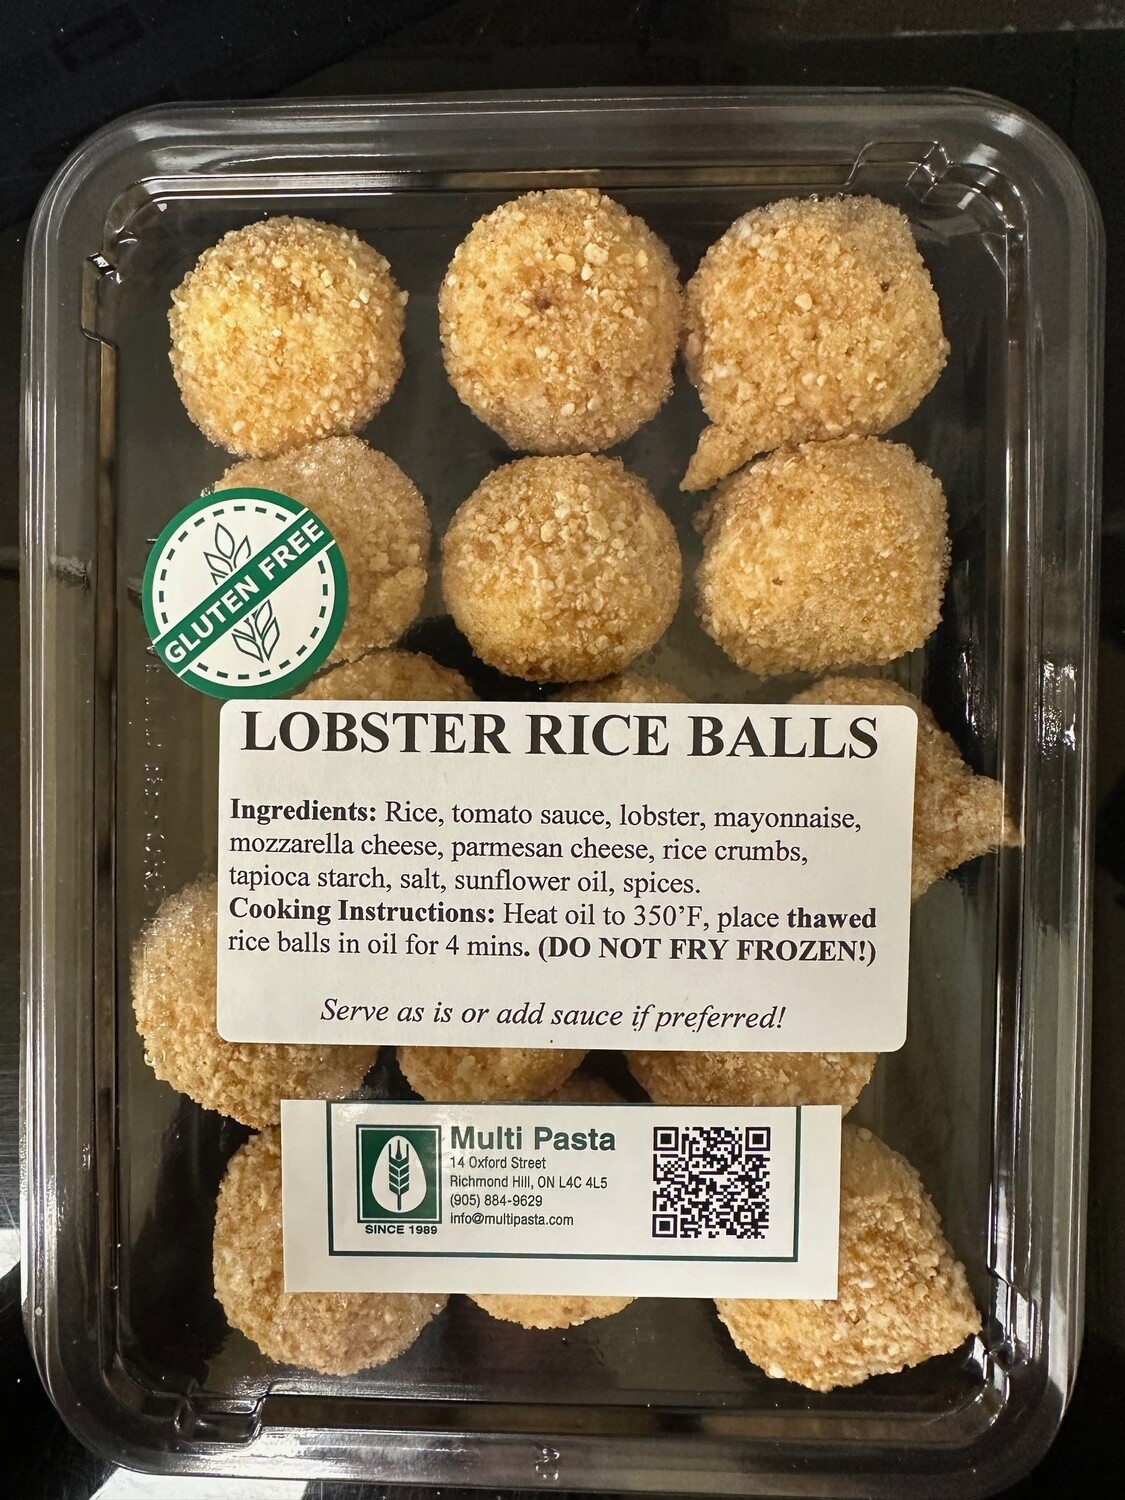 GLUTEN FREE
LOBSTER RICE BALLS
Ingredients: Rice, tomato sauce, lobster, mayonnaise,
mozzarella cheese, parmesan cheese, rice crumbs,
tapioca starch, salt, sunflower oil, spices.
Cooking Instructions: Heat oil to 350’F, place thawed
rice balls in oil for 4 mins. (DO NOT FRY FROZEN!)
Serve as is or add sauce if preferred!
Multi Pasta
14 Oxford Street
Richmond Hill, ON L4C 4L5
(905) 884-9629
info@multipasta.com
SINCE 1989